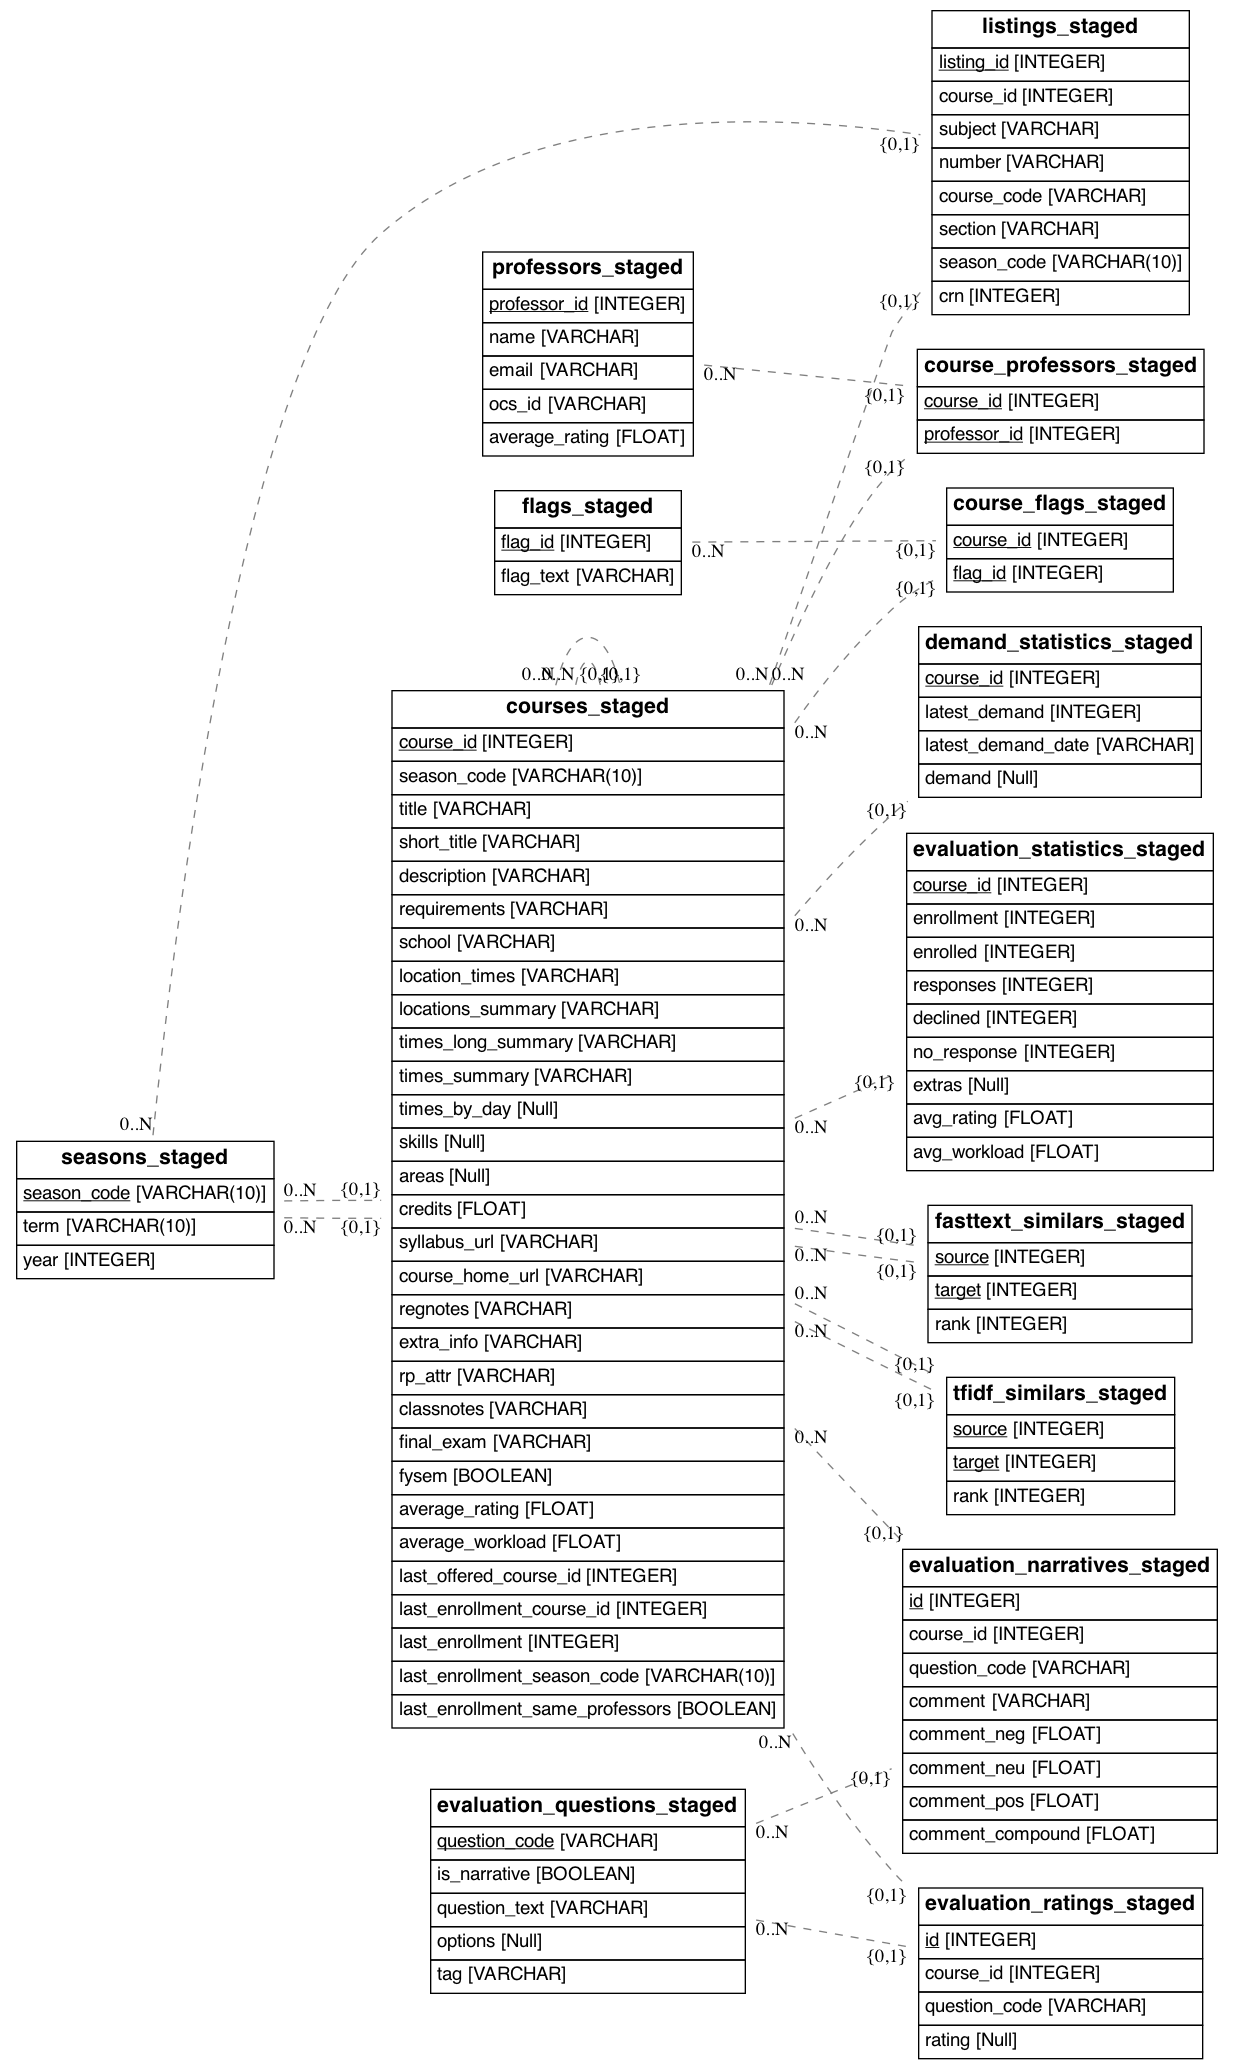 listings_staged
listing_id [INTEGER]
course_id [INTEGER]
subject [VARCHAR]
number [VARCHAR]
course_code [VARCHAR]
section [VARCHAR]
season_code [VARCHAR(10)]
crn [INTEGER]
{0,1}
{0,1}
professors_staged
professor_id [INTEGER]
name [VARCHAR]
email [VARCHAR]
ocs_id [VARCHAR]
average_rating [FLOAT]
0..N
{0,1}
{0,1}
course_professors_staged
course_id [INTEGER]
professor_id [INTEGER]
flags_staged
flag_id [INTEGER]
flag_text [VARCHAR]
0..N
{0,1}
{0,1}
course_flags_staged
course_id [INTEGER]
flag_id [INTEGER]
demand_statistics_staged
course_id [INTEGER]
latest_demand [INTEGER]
latest_demand_date [VARCHAR]
demand [Null]
0..N
0..N
{0,1}
{0,1}
0..N
0..N
courses_staged
course_id [INTEGER]
season_code [VARCHAR(10)]
title [VARCHAR]
short_title [VARCHAR]
description [VARCHAR]
requirements [VARCHAR]
school [VARCHAR]
location_times [VARCHAR]
locations_summary [VARCHAR]
times_long_summary [VARCHAR]
times_summary [VARCHAR]
times_by_day [Null]
skills [Null]
areas [Null]
credits [FLOAT]
syllabus_url [VARCHAR]
course_home_url [VARCHAR]
regnotes [VARCHAR]
extra_info [VARCHAR]
rp_attr [VARCHAR]
classnotes [VARCHAR]
final_exam [VARCHAR]
fysem [BOOLEAN]
average_rating [FLOAT]
average_workload [FLOAT]
last_offered_course_id [INTEGER]
last_enrollment_course_id [INTEGER]
last_enrollment [INTEGER]
last_enrollment_season_code [VARCHAR(10)]
last_enrollment_same_professors [BOOLEAN]
0..N
{0,1}
0..N
evaluation_statistics_staged
course_id [INTEGER]
enrollment [INTEGER]
enrolled [INTEGER]
responses [INTEGER]
declined [INTEGER]
no_response [INTEGER]
extras [Null]
avg_rating [FLOAT]
avg_workload [FLOAT]
{0,1}
0..N
0..N
seasons_staged
season_code [VARCHAR(10)]
term [VARCHAR(10)]
year [INTEGER]
0..N
{0,1}
0..N
{0,1}
0..N
{0,1}
0..N
{0,1}
fasttext_similars_staged
source [INTEGER]
target [INTEGER]
rank [INTEGER]
0..N
0..N
{0,1}
{0,1}
tfidf_similars_staged
source [INTEGER]
target [INTEGER]
rank [INTEGER]
0..N
{0,1}
evaluation_narratives_staged
id [INTEGER]
course_id [INTEGER]
question_code [VARCHAR]
comment [VARCHAR]
comment_neg [FLOAT]
comment_neu [FLOAT]
comment_pos [FLOAT]
comment_compound [FLOAT]
0..N
{0,1}
evaluation_questions_staged
question_code [VARCHAR]
is_narrative [BOOLEAN]
question_text [VARCHAR]
options [Null]
tag [VARCHAR]
0..N
0..N
{0,1}
{0,1}
evaluation_ratings_staged
id [INTEGER]
course_id [INTEGER]
question_code [VARCHAR]
rating [Null]